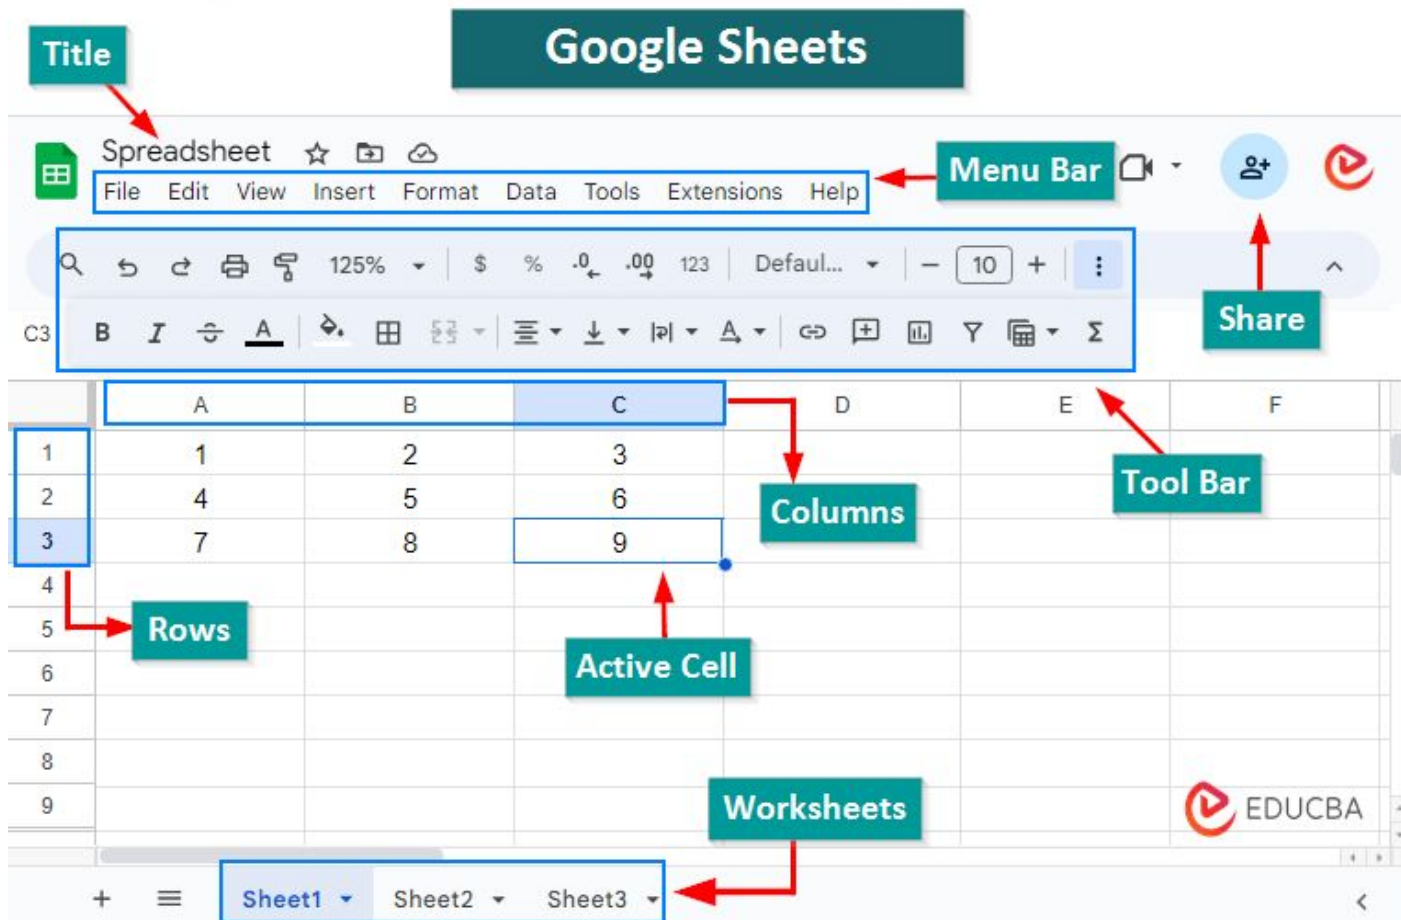 Google Sheets
Title
Spreadsheet
Menu Bar
File Edit View Insert Format Data Tools Extensions Help
125% $ % .0 .00 123 Defaul... − 10 +
Share
C3 B I A A Σ
A B C D E F
1 1 2 3
Tool Bar
2 4 5 6
Columns
3 7 8 9
4
5
Rows
6
Active Cell
7
8
9
Worksheets
EDUCBA
+ Sheet1 Sheet2 Sheet3